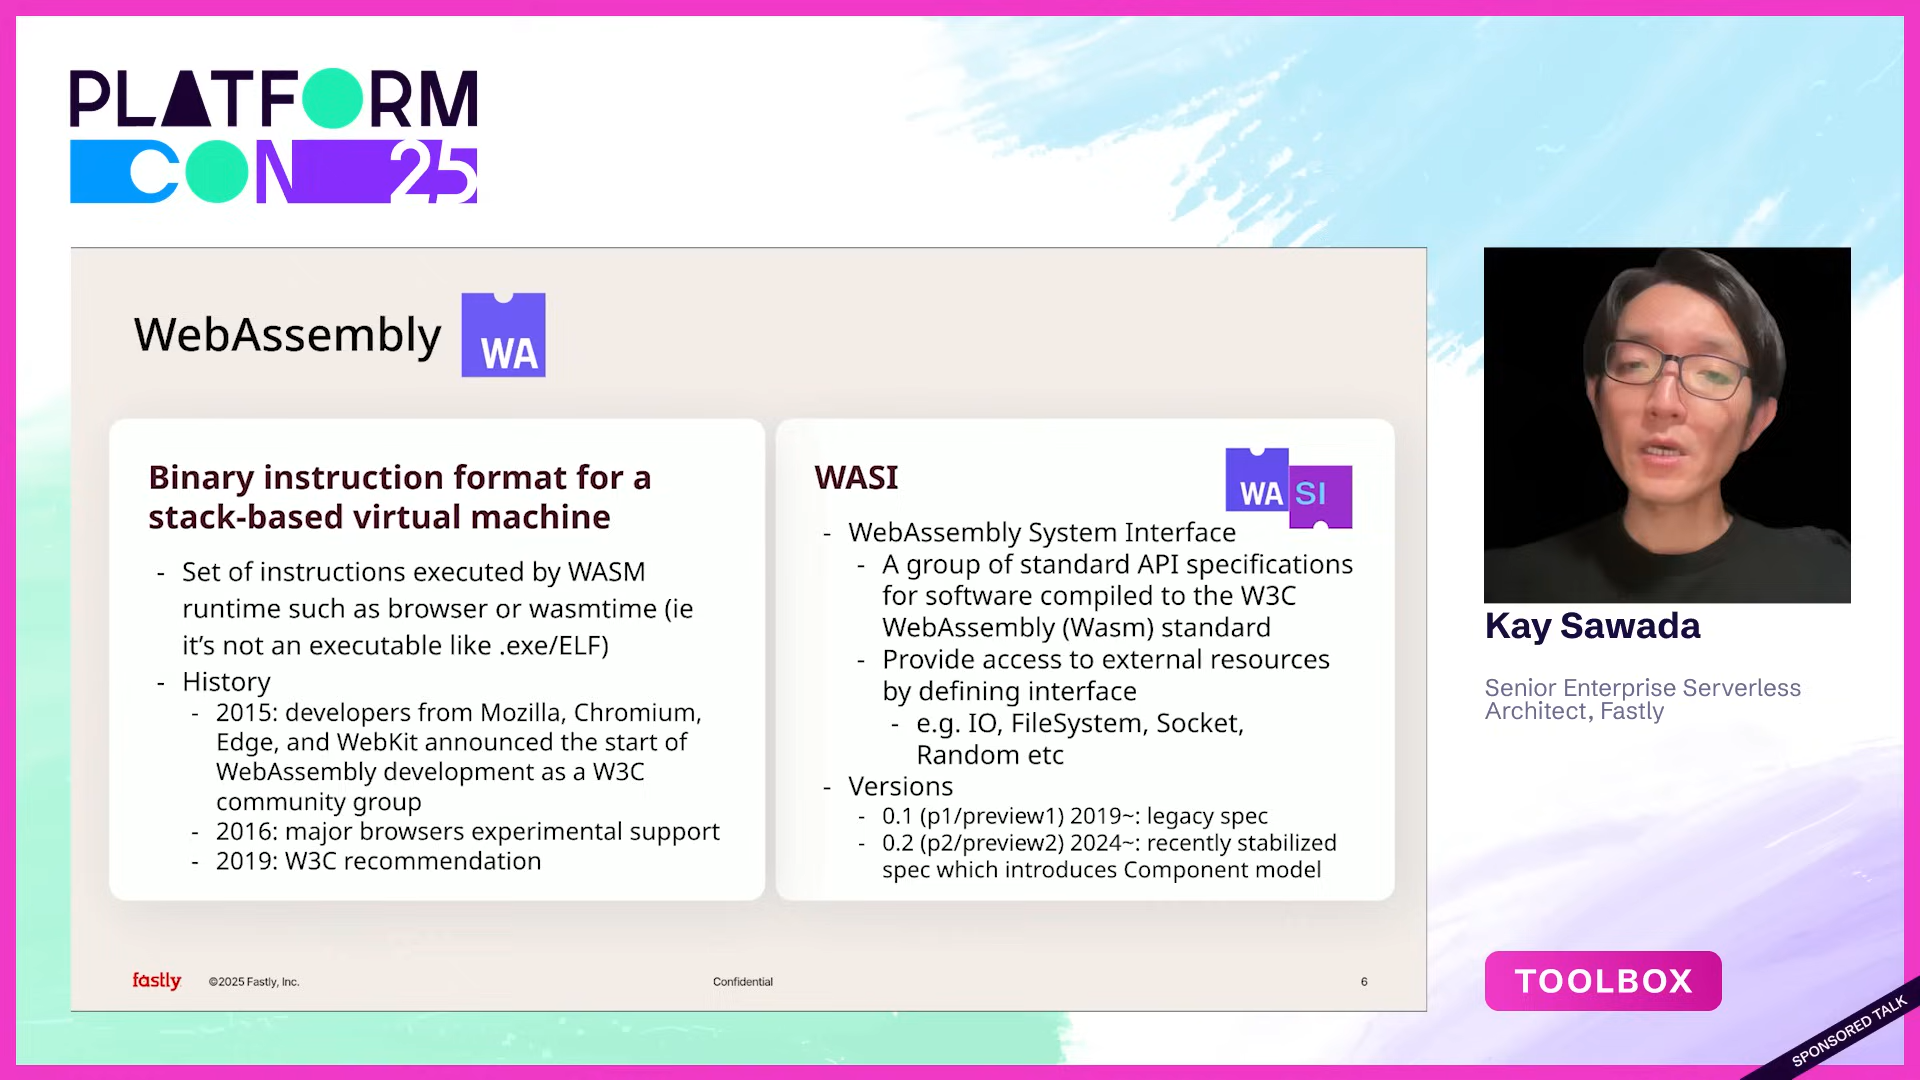 PLATFORM
CON 25
WebAssembly
WA
Binary instruction format for a
stack-based virtual machine
- Set of instructions executed by WASM
runtime such as browser or wasmtime (ie
it’s not an executable like .exe/ELF)
- History
- 2015: developers from Mozilla, Chromium,
Edge, and WebKit announced the start of
WebAssembly development as a W3C
community group
- 2016: major browsers experimental support
- 2019: W3C recommendation
WASI
WA SI
- WebAssembly System Interface
- A group of standard API specifications
for software compiled to the W3C
WebAssembly (Wasm) standard
- Provide access to external resources
by defining interface
- e.g. IO, FileSystem, Socket,
Random etc
- Versions
- 0.1 (p1/preview1) 2019~: legacy spec
- 0.2 (p2/preview2) 2024~: recently stabilized
spec which introduces Component model
fastly
©2025 Fastly, Inc.
Confidential
6
Kay Sawada
Senior Enterprise Serverless
Architect, Fastly
TOOLBOX
SPONSORED TALK